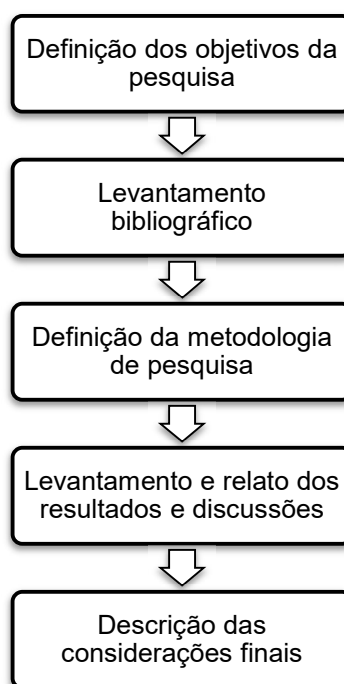 Definição dos objetivos da
pesquisa
Levantamento
bibliográfico
Definição da metodologia
de pesquisa
Levantamento e relato dos
resultados e discussões
Descrição das
considerações finais